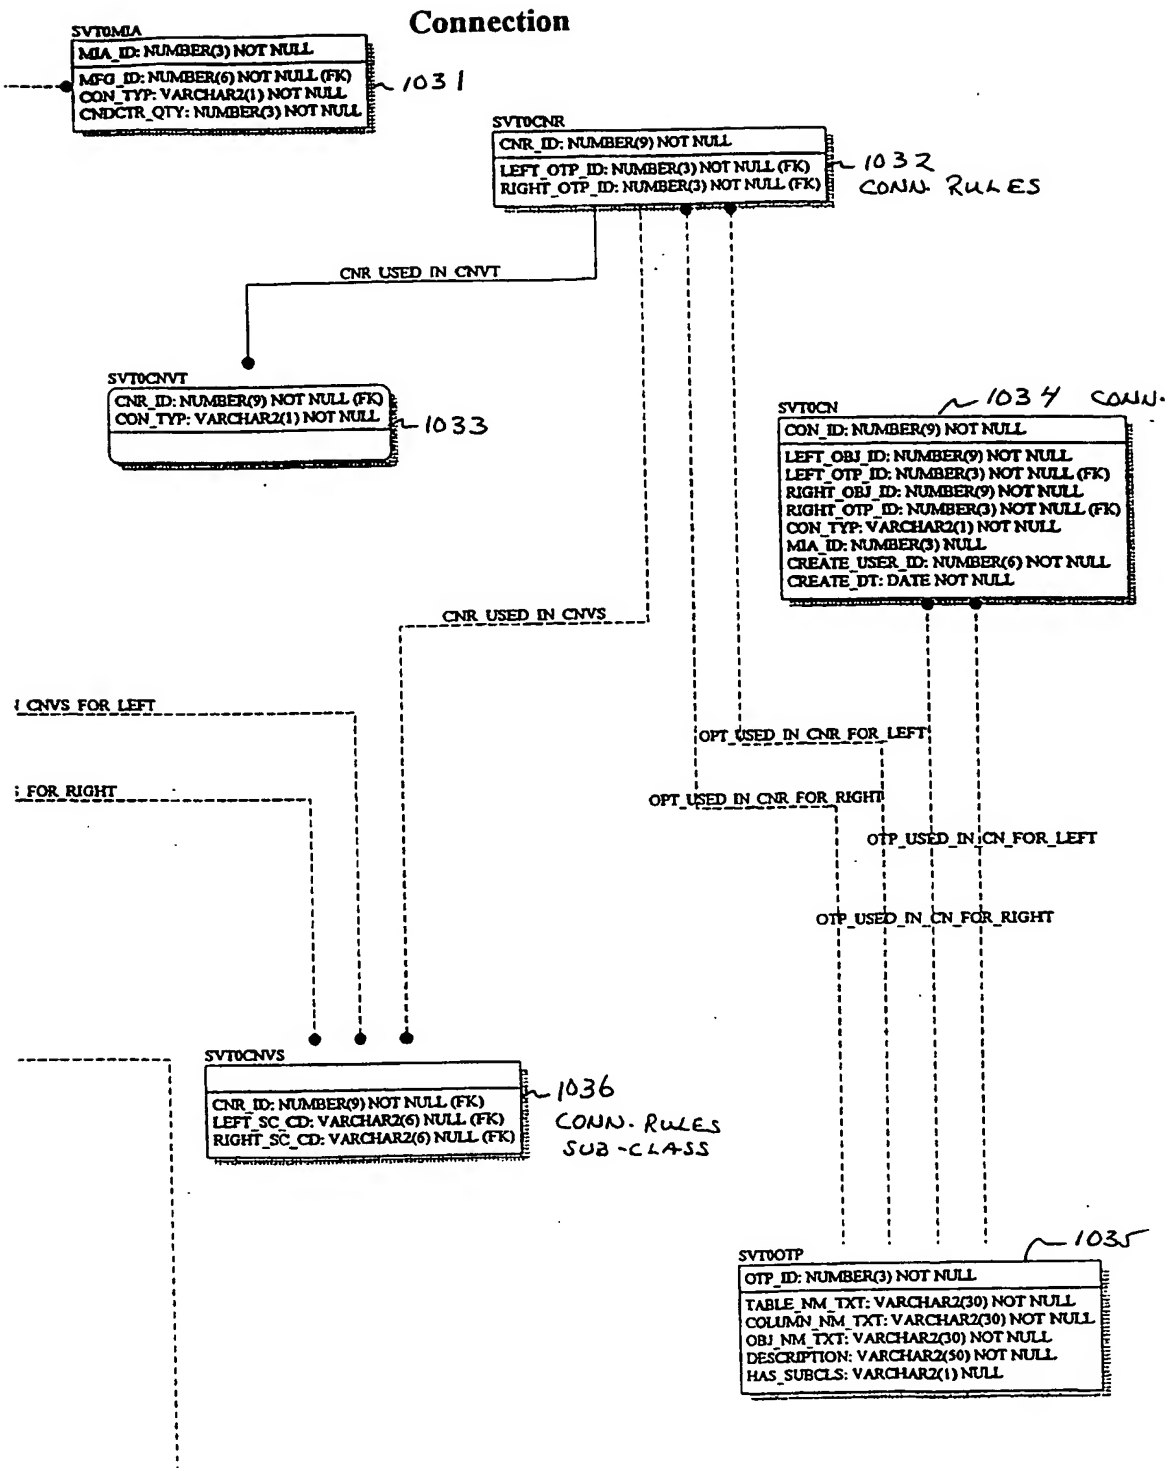 Connection
SVT0MIA
MIA_ID: NUMBER(3) NOT NULL
MFG_ID: NUMBER(6) NOT NULL (FK)
CON_TYP: VARCHAR2(1) NOT NULL
CNDCTR_QTY: NUMBER(3) NOT NULL
1031
SVT0CNR
CNR_ID: NUMBER(9) NOT NULL
LEFT_OTP_ID: NUMBER(3) NOT NULL (FK)
RIGHT_OTP_ID: NUMBER(3) NOT NULL (FK)
1032
CONN. RULES
CNR_USED_IN_CNVT
SVT0CNVT
CNR_ID: NUMBER(9) NOT NULL (FK)
CON_TYP: VARCHAR2(1) NOT NULL
1033
1034 CONN.
SVT0CN
CON_ID: NUMBER(9) NOT NULL
LEFT_OBJ_ID: NUMBER(9) NOT NULL
LEFT_OTP_ID: NUMBER(3) NOT NULL (FK)
RIGHT_OBJ_ID: NUMBER(9) NOT NULL
RIGHT_OTP_ID: NUMBER(3) NOT NULL (FK)
CON_TYP: VARCHAR2(1) NOT NULL
MIA_ID: NUMBER(3) NULL
CREATE_USER_ID: NUMBER(6) NOT NULL
CREATE_DT: DATE NOT NULL
CNR_USED_IN_CNVS
CNVS_FOR_LEFT
FOR_RIGHT
OPT_USED_IN_CNR_FOR_LEFT
OPT_USED_IN_CNR_FOR_RIGHT
OTP_USED_IN_CN_FOR_LEFT
OTP_USED_IN_CN_FOR_RIGHT
SVT0CNVS
CNR_ID: NUMBER(9) NOT NULL (FK)
LEFT_SC_CD: VARCHAR2(6) NULL (FK)
RIGHT_SC_CD: VARCHAR2(6) NULL (FK)
1036
CONN. RULES
SUB-CLASS
1035
SVT0OTP
OTP_ID: NUMBER(3) NOT NULL
TABLE_NM_TXT: VARCHAR2(30) NOT NULL
COLUMN_NM_TXT: VARCHAR2(30) NOT NULL
OBJ_NM_TXT: VARCHAR2(30) NOT NULL
DESCRIPTION: VARCHAR2(50) NOT NULL
HAS_SUBCLS: VARCHAR2(1) NULL